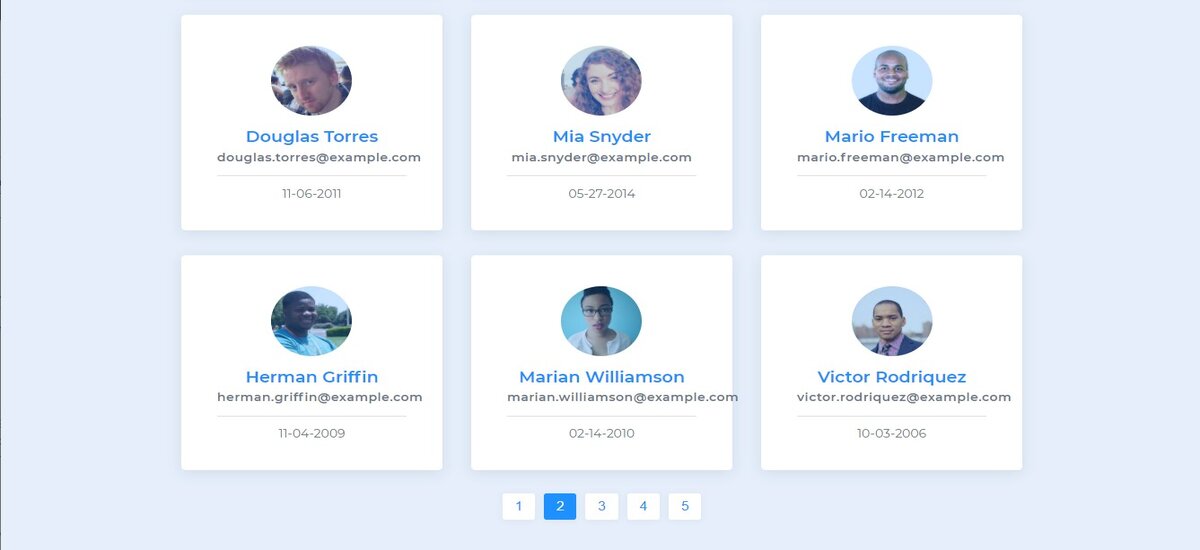 Douglas Torres
douglas.torres@example.com
11-06-2011
Mia Snyder
mia.snyder@example.com
05-27-2014
Mario Freeman
mario.freeman@example.com
02-14-2012
Herman Griffin
herman.griffin@example.com
11-04-2009
Marian Williamson
marian.williamson@example.com
02-14-2010
Victor Rodriquez
victor.rodriquez@example.com
10-03-2006
1 2 3 4 5